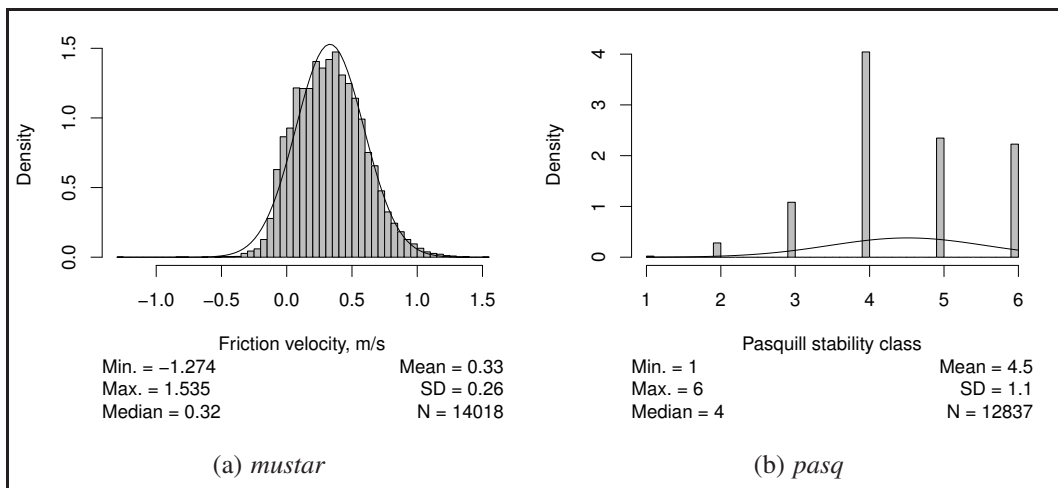 Density
1.5
1.0
0.5
0.0
−1.0 −0.5 0.0 0.5 1.0 1.5
Friction velocity, m/s
Min. = −1.274 Mean = 0.33
Max. = 1.535 SD = 0.26
Median = 0.32 N = 14018
(a) mustar
Density
4
3
2
1
0
1 2 3 4 5 6
Pasquill stability class
Min. = 1 Mean = 4.5
Max. = 6 SD = 1.1
Median = 4 N = 12837
(b) pasq